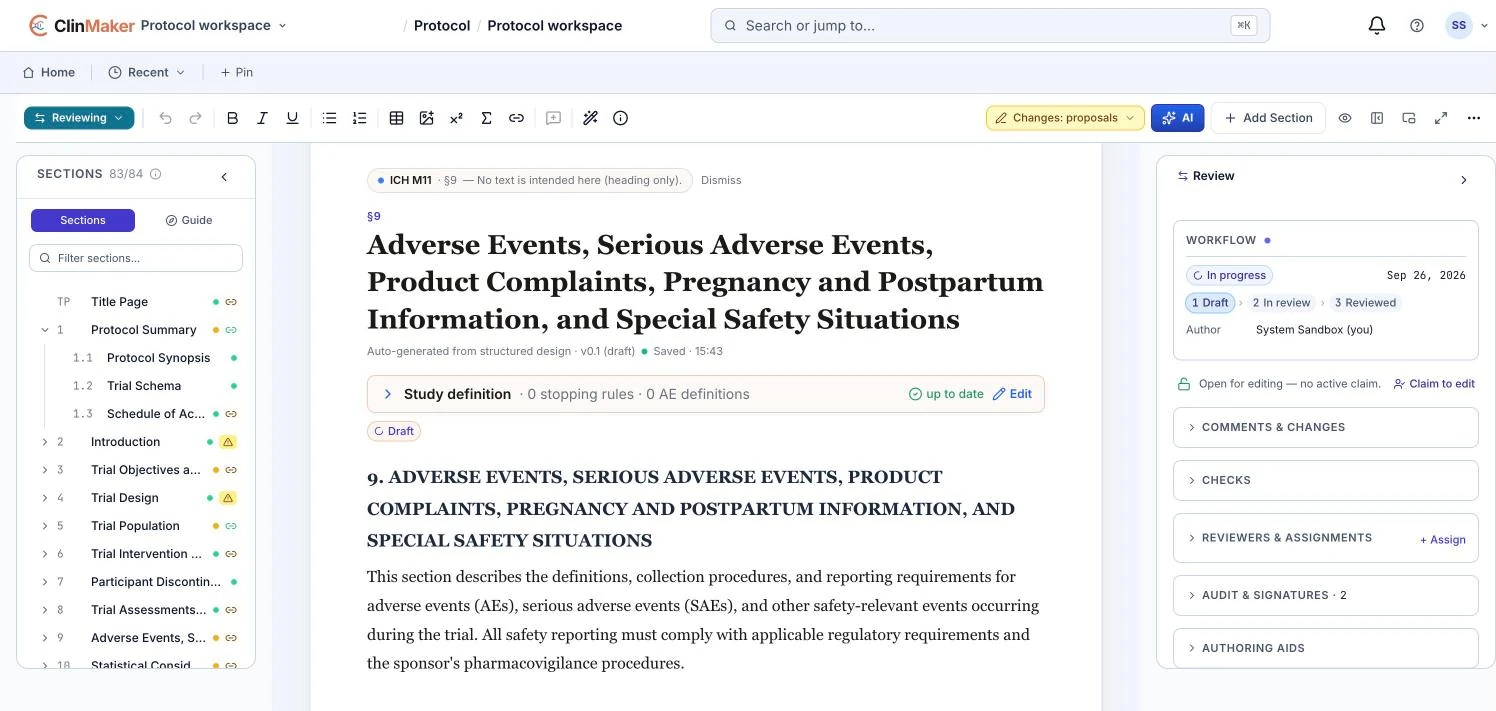 ClinMaker Protocol workspace / Protocol / Protocol workspace Search or jump to... ⌘K SS
Home Recent + Pin
Reviewing B I U x² Σ Changes: proposals AI + Add Section
SECTIONS 83/84
Sections Guide
Filter sections...
TP Title Page
1 Protocol Summary
1.1 Protocol Synopsis
1.2 Trial Schema
1.3 Schedule of Ac...
2 Introduction
3 Trial Objectives a...
4 Trial Design
5 Trial Population
6 Trial Intervention ...
7 Participant Discontin...
8 Trial Assessments...
9 Adverse Events, S...
10 Statistical Consid
ICH M11 · §9 — No text is intended here (heading only). Dismiss
§9
Adverse Events, Serious Adverse Events,
Product Complaints, Pregnancy and Postpartum
Information, and Special Safety Situations
Auto-generated from structured design · v0.1 (draft) Saved · 15:43
Study definition · 0 stopping rules · 0 AE definitions up to date Edit
Draft
9. ADVERSE EVENTS, SERIOUS ADVERSE EVENTS, PRODUCT
COMPLAINTS, PREGNANCY AND POSTPARTUM INFORMATION, AND
SPECIAL SAFETY SITUATIONS
This section describes the definitions, collection procedures, and reporting requirements for
adverse events (AEs), serious adverse events (SAEs), and other safety-relevant events occurring
during the trial. All safety reporting must comply with applicable regulatory requirements and
the sponsor's pharmacovigilance procedures.
Review
WORKFLOW
In progress Sep 26, 2026
1 Draft › 2 In review › 3 Reviewed
Author System Sandbox (you)
Open for editing — no active claim. Claim to edit
COMMENTS & CHANGES
CHECKS
REVIEWERS & ASSIGNMENTS + Assign
AUDIT & SIGNATURES · 2
AUTHORING AIDS